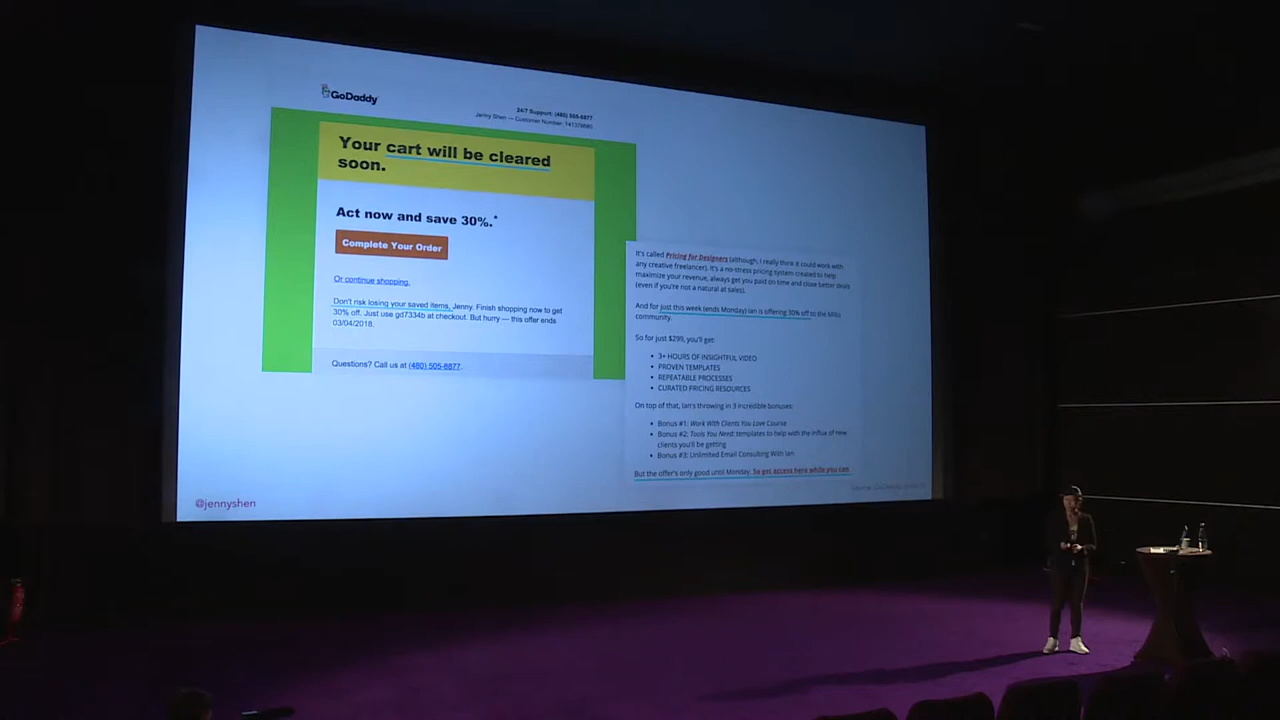 GoDaddy
24/7 Support: (480) 505-8877
Jenny Shen — Customer Number: 141379680
Your cart will be cleared
soon.
Act now and save 30%.*
Complete Your Order
Or continue shopping.
Don't risk losing your saved items, Jenny. Finish shopping now to get
30% off. Just use gd7334b at checkout. But hurry — this offer ends
03/04/2018.
Questions? Call us at (480) 505-8877.
It's called Pricing for Designers (although, I really think it could work with
any creative freelancer). It's a no-stress pricing system created to help
maximize your revenue, always get you paid on time and close better deals
(even if you're not a natural at sales).
And for just this week (ends Monday) Ian is offering 30% off to the Milo
community.
So for just $299, you'll get:
• 3+ HOURS OF INSIGHTFUL VIDEO
• PROVEN TEMPLATES
• REPEATABLE PROCESSES
• CURATED PRICING RESOURCES
On top of that, Ian's throwing in 3 incredible bonuses:
• Bonus #1: Work With Clients You Love Course
• Bonus #2: Tools You Need: templates to help with the influx of new
clients you'll be getting
• Bonus #3: Unlimited Email Consulting With Ian
But the offer's only good until Monday. So get access here while you can.
@jennyshen